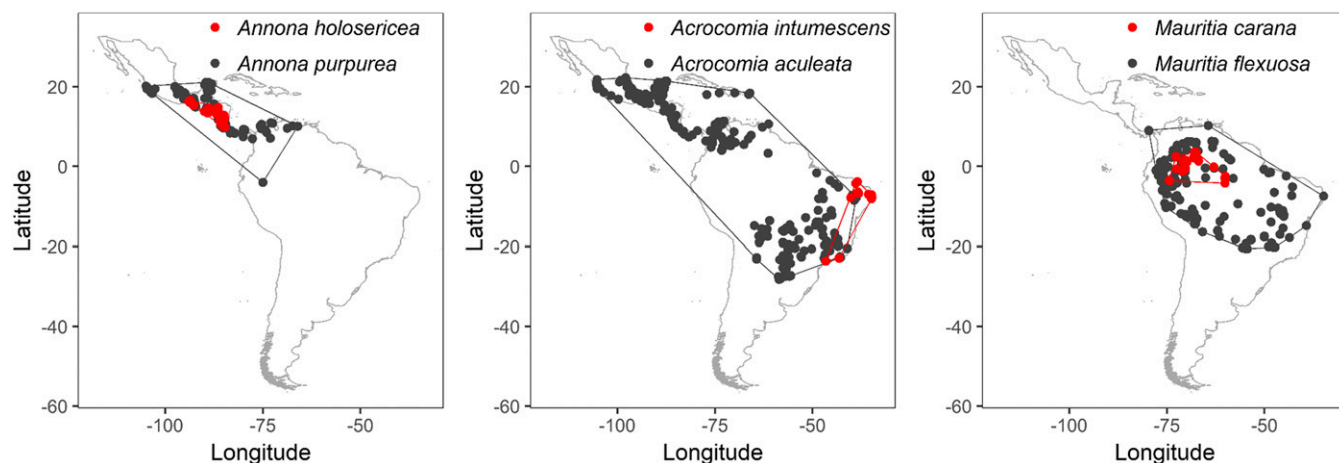 Annona holosericea
Annona purpurea
20
0
-20
-40
-60
Latitude
-100
-75
-50
Longitude
Acrocomia intumescens
Acrocomia aculeata
20
0
-20
-40
-60
Latitude
-100
-75
-50
Longitude
Mauritia carana
Mauritia flexuosa
20
0
-20
-40
-60
Latitude
-100
-75
-50
Longitude